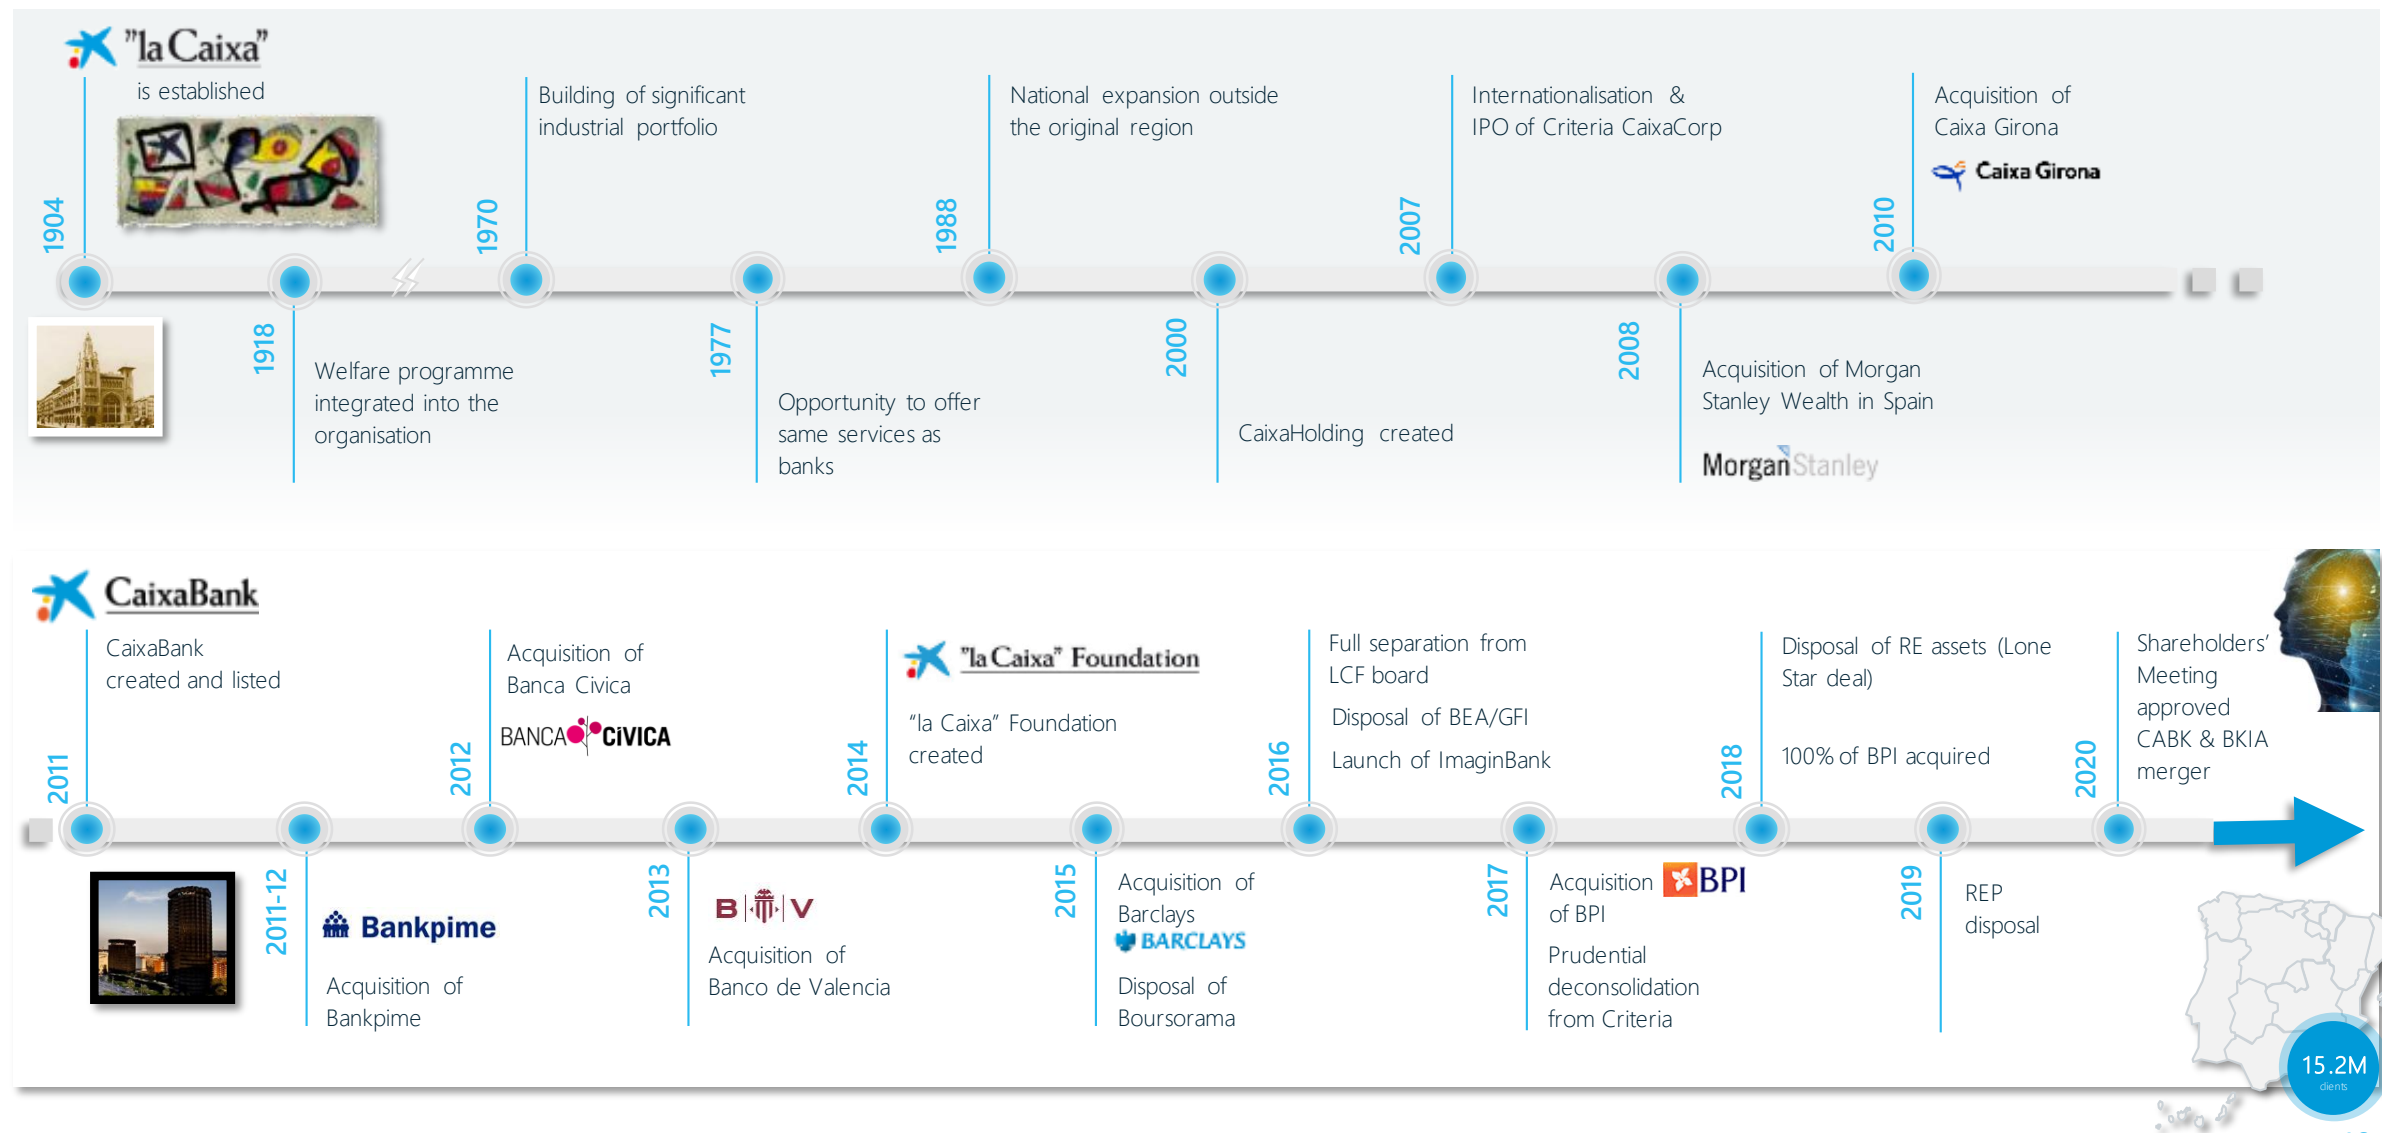 "la Caixa"
is established
1904
1918
Welfare programme
integrated into the
organisation
1970
Building of significant
industrial portfolio
1977
Opportunity to offer
same services as
banks
1988
National expansion outside
the original region
2000
CaixaHolding created
2007
Internationalisation &
IPO of Criteria CaixaCorp
2008
Acquisition of Morgan
Stanley Wealth in Spain
Morgan Stanley
2010
Acquisition of
Caixa Girona
Caixa Girona
CaixaBank
2011
CaixaBank
created and listed
2011-12
Bankpime
Acquisition of
Bankpime
2012
Acquisition of
Banca Civica
BANCA CÍVICA
2013
B V
Acquisition of
Banco de Valencia
2014
"la Caixa" Foundation
“la Caixa” Foundation
created
2015
Acquisition of
Barclays
BARCLAYS
Disposal of
Boursorama
2016
Full separation from
LCF board
Disposal of BEA/GFI
Launch of ImaginBank
2017
Acquisition
of BPI
BPI
Prudential
deconsolidation
from Criteria
2018
Disposal of RE assets (Lone
Star deal)
100% of BPI acquired
2019
REP
disposal
2020
Shareholders’
Meeting
approved
CABK & BKIA
merger
15.2M
clients